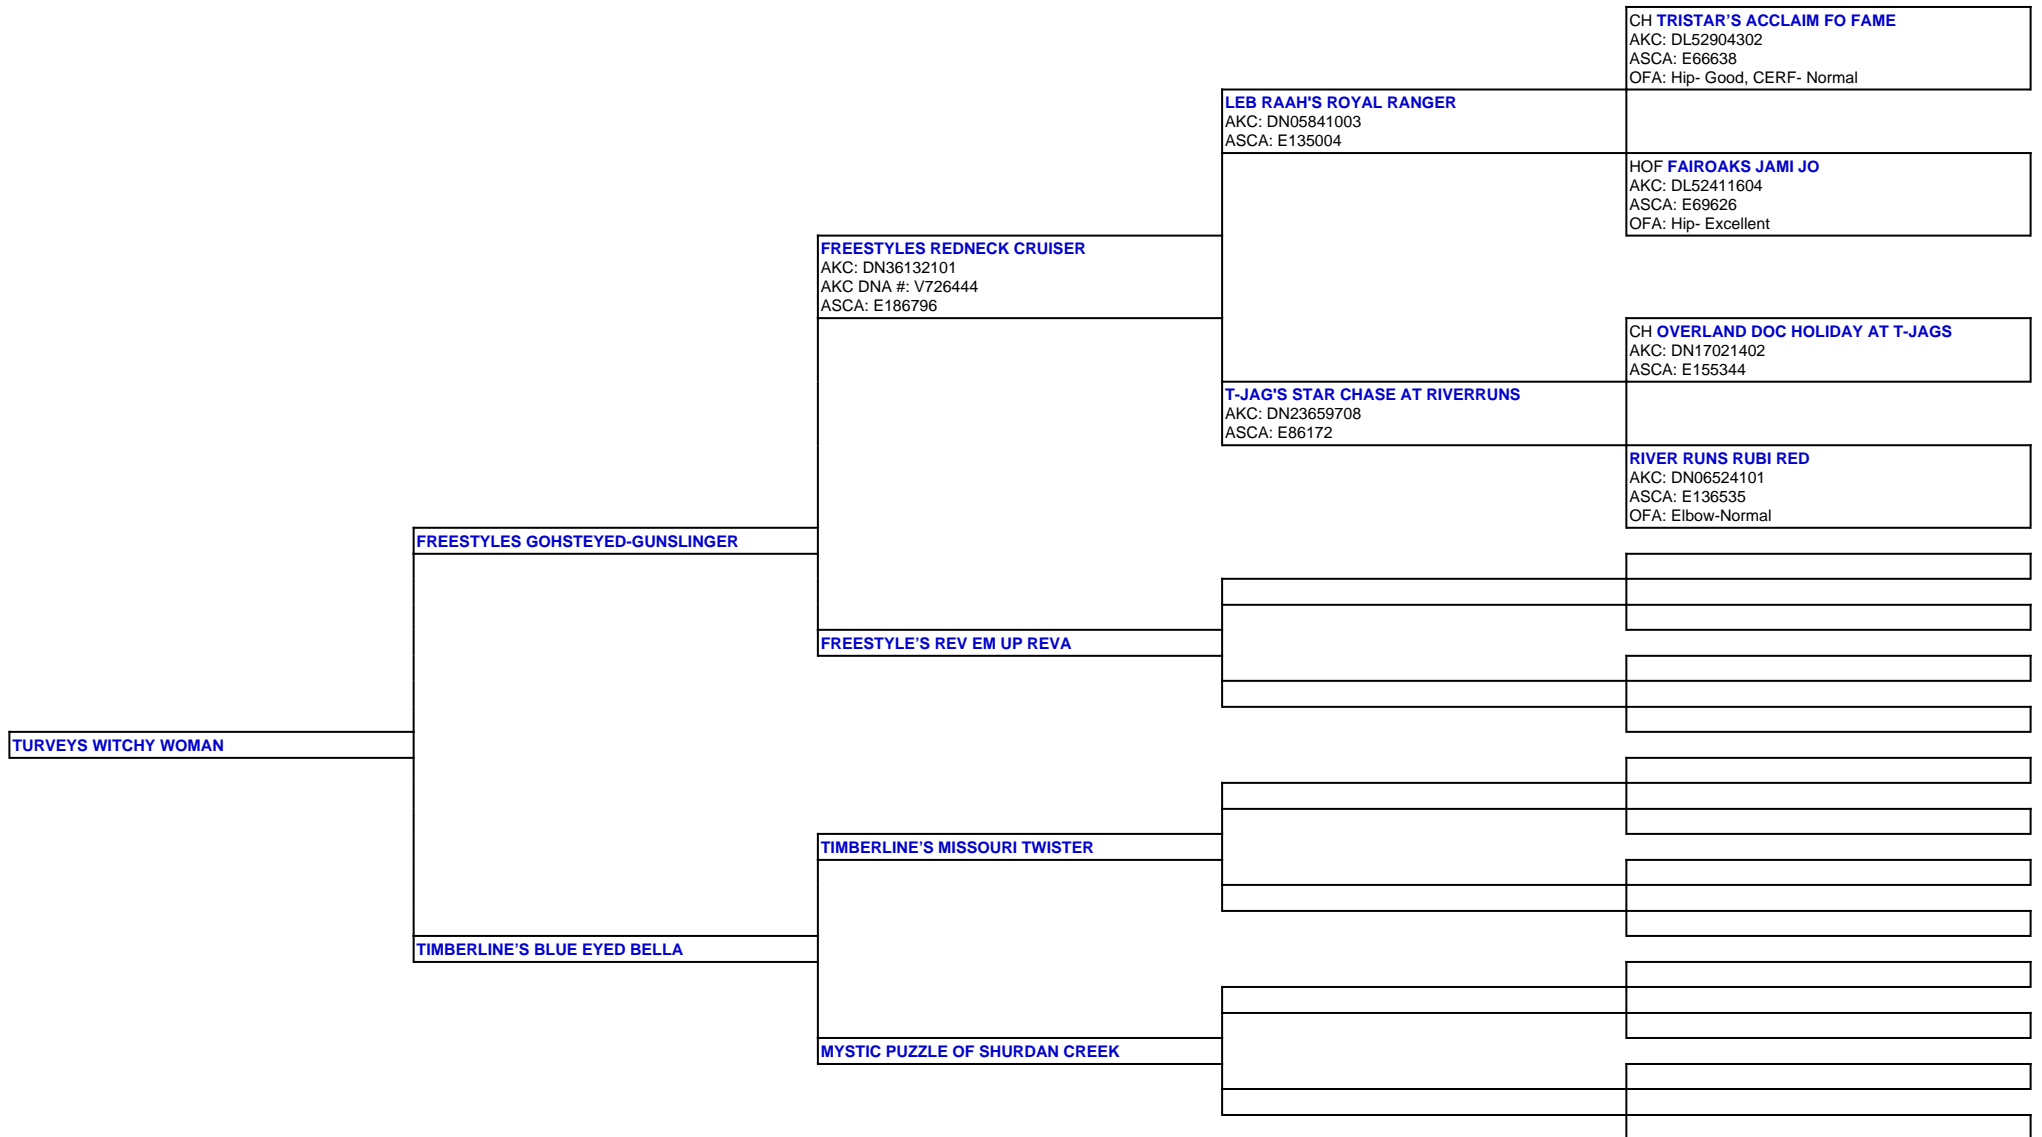 CH TRISTAR’S ACCLAIM FO FAME
AKC: DL52904302
ASCA: E66638
OFA: Hip- Good, CERF- Normal
LEB RAAH'S ROYAL RANGER
AKC: DN05841003
ASCA: E135004
HOF FAIROAKS JAMI JO
AKC: DL52411604
ASCA: E69626
OFA: Hip- Excellent
FREESTYLES REDNECK CRUISER
AKC: DN36132101
AKC DNA #: V726444
ASCA: E186796
CH OVERLAND DOC HOLIDAY AT T-JAGS
AKC: DN17021402
ASCA: E155344
T-JAG'S STAR CHASE AT RIVERRUNS
AKC: DN23659708
ASCA: E86172
RIVER RUNS RUBI RED
AKC: DN06524101
ASCA: E136535
OFA: Elbow-Normal
FREESTYLES GOHSTEYED-GUNSLINGER
FREESTYLE’S REV EM UP REVA
TURVEYS WITCHY WOMAN
TIMBERLINE’S MISSOURI TWISTER
TIMBERLINE’S BLUE EYED BELLA
MYSTIC PUZZLE OF SHURDAN CREEK